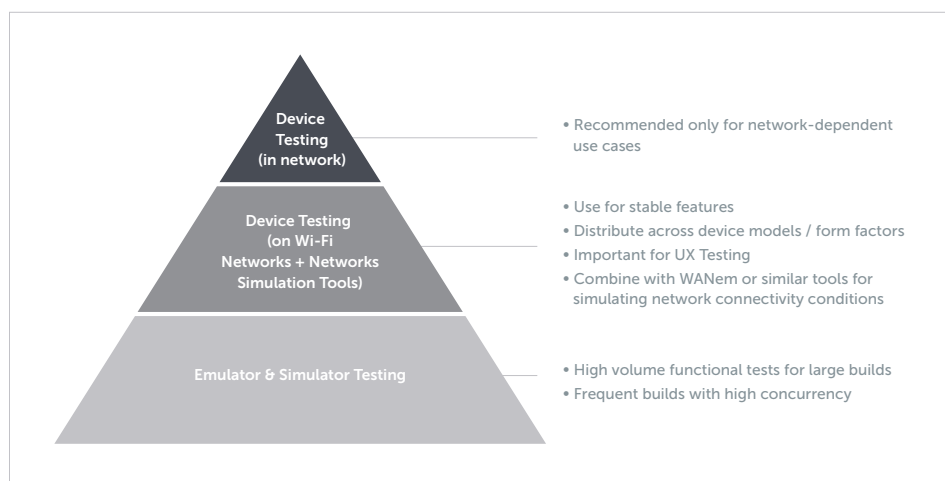 Device
Testing
(in network)
• Recommended only for network-dependent
use cases
Device Testing
(on Wi-Fi
Networks + Networks
Simulation Tools)
• Use for stable features
• Distribute across device models / form factors
• Important for UX Testing
• Combine with WANem or similar tools for
simulating network connectivity conditions
Emulator & Simulator Testing
• High volume functional tests for large builds
• Frequent builds with high concurrency